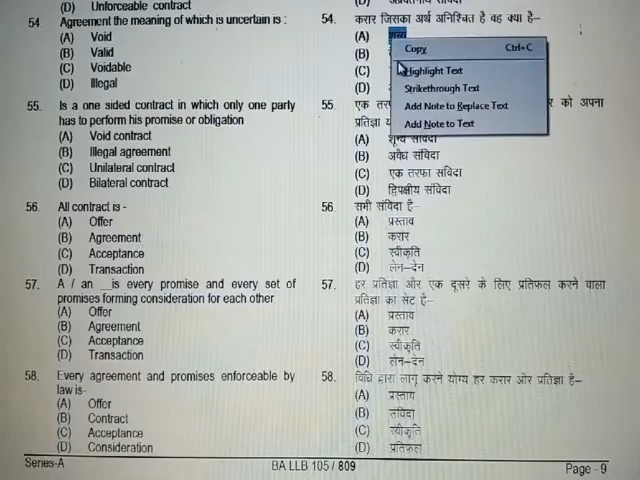 (D) Unforceable contract
54. Agreement the meaning of which is uncertain is :
(A) Void
(B) Valid
(C) Voidable
(D) Illegal
55. Is a one sided contract in which only one party
has to perform his promise or obligation
(A) Void contract
(B) Illegal agreement
(C) Unilateral contract
(D) Bilateral contract
56. All contract is -
(A) Offer
(B) Agreement
(C) Acceptance
(D) Transaction
57. A / an __is every promise and every set of
promises forming consideration for each other
(A) Offer
(B) Agreement
(C) Acceptance
(D) Transaction
58. Every agreement and promises enforceable by
law is-
(A) Offer
(B) Contract
(C) Acceptance
(D) Consideration
54. करार जिसका अर्थ अनिश्चित है वह क्या है–
(A) शून्य
(B)
(C)
(D)
Copy Ctrl+C
Highlight Text
Strikethrough Text
Add Note to Replace Text
Add Note to Text
55. एक को अपना
प्रतिज्ञा
(A) शून्य संविदा
(B) अवैध संविदा
(C) एक तरफा संविदा
(D) द्विपक्षीय संविदा
56. सभी संविदा है–
(A) प्रस्ताव
(B) करार
(C) स्वीकृति
(D) लेन–देन
57. हर प्रतिज्ञा और एक दूसरे के लिए प्रतिफल करने वाला
प्रतिज्ञा का सेट है–
(A) प्रस्ताव
(B) करार
(C) स्वीकृति
(D) लेन–देन
58. विधि द्वारा लागू करने योग्य हर करार और प्रतिज्ञा है–
(A) प्रस्ताव
(B) संविदा
(C) स्वीकृति
(D) प्रतिफल
Series-A BA LLB 105 / 809 Page - 9